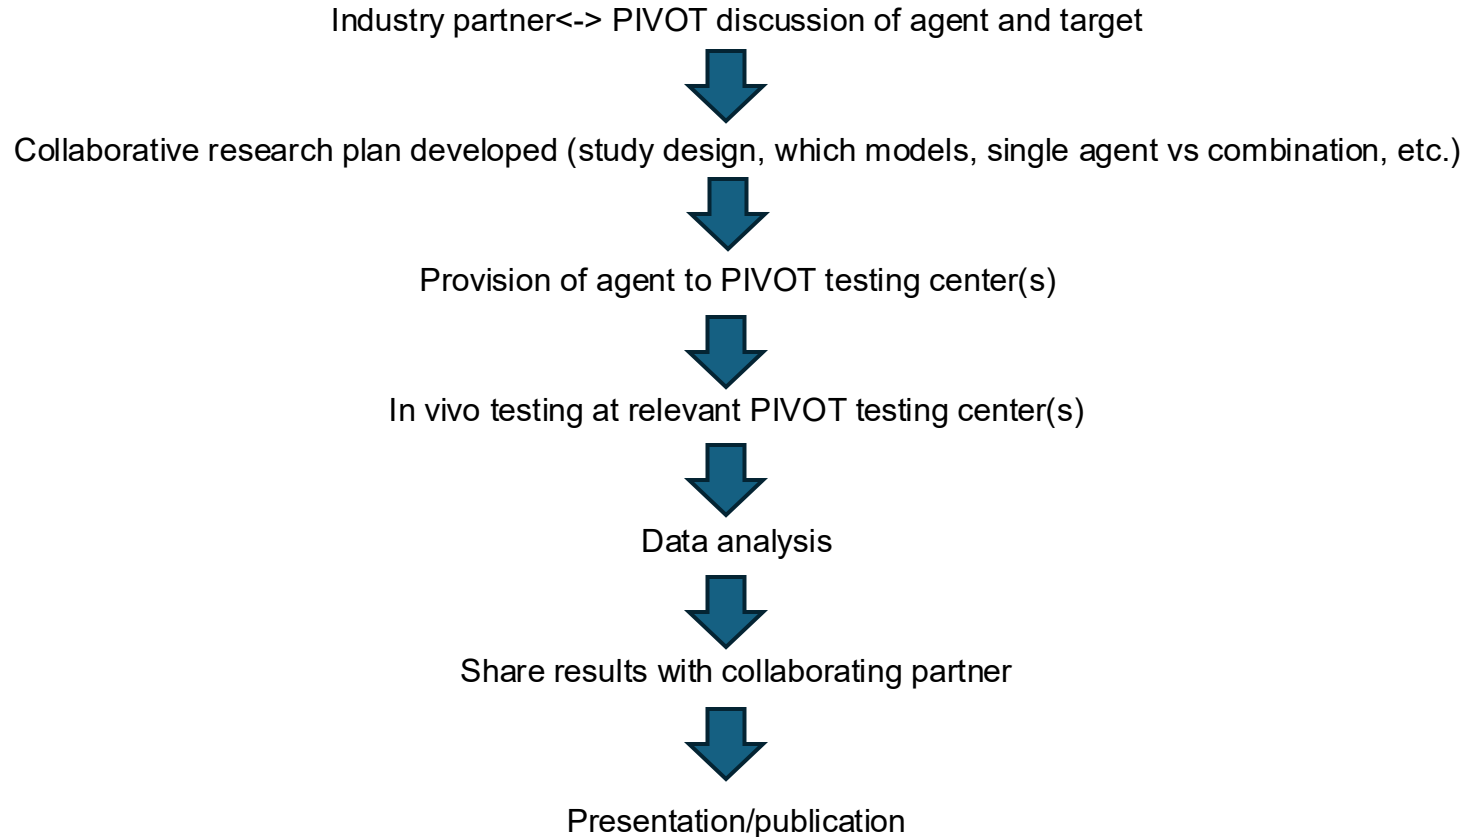 Industry partner<-> PIVOT discussion of agent and target
Collaborative research plan developed (study design, which models, single agent vs combination, etc.)
Provision of agent to PIVOT testing center(s)
In vivo testing at relevant PIVOT testing center(s)
Data analysis
Share results with collaborating partner
Presentation/publication